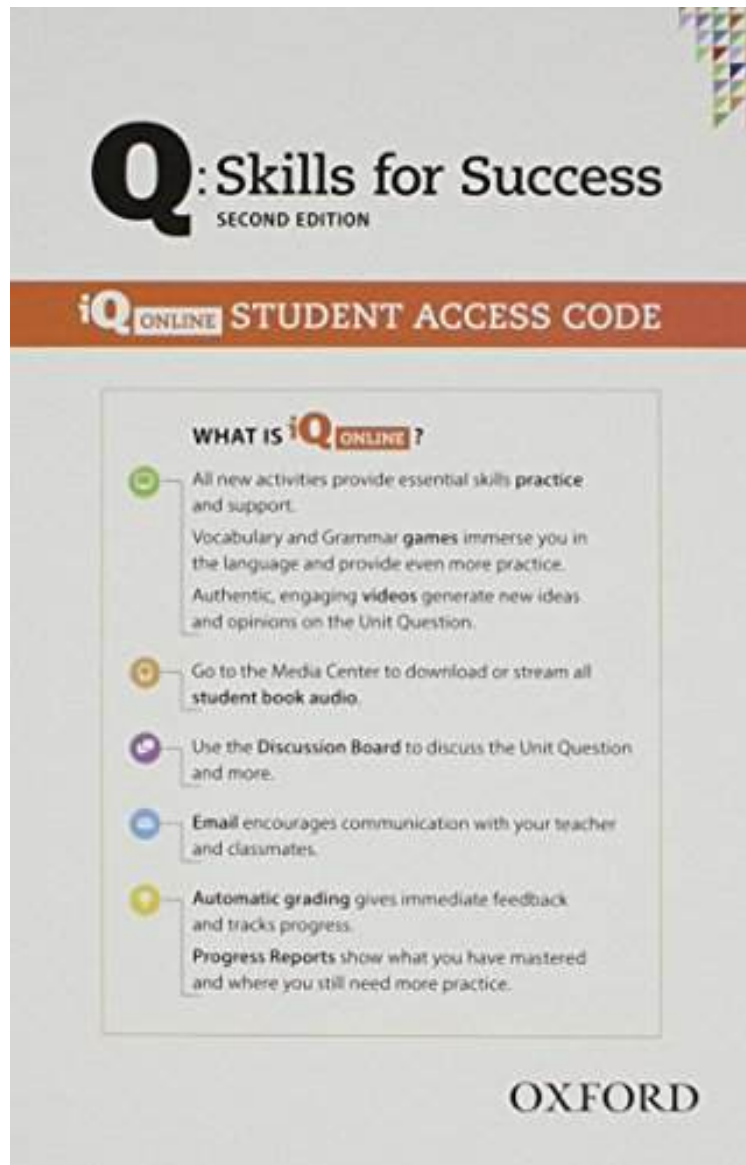 Q: Skills for Success
SECOND EDITION
iQ ONLINE STUDENT ACCESS CODE
WHAT IS iQ ONLINE ?
All new activities provide essential skills practice
and support.
Vocabulary and Grammar games immerse you in
the language and provide even more practice.
Authentic, engaging videos generate new ideas
and opinions on the Unit Question.
Go to the Media Center to download or stream all
student book audio.
Use the Discussion Board to discuss the Unit Question
and more.
Email encourages communication with your teacher
and classmates.
Automatic grading gives immediate feedback
and tracks progress.
Progress Reports show what you have mastered
and where you still need more practice.
OXFORD